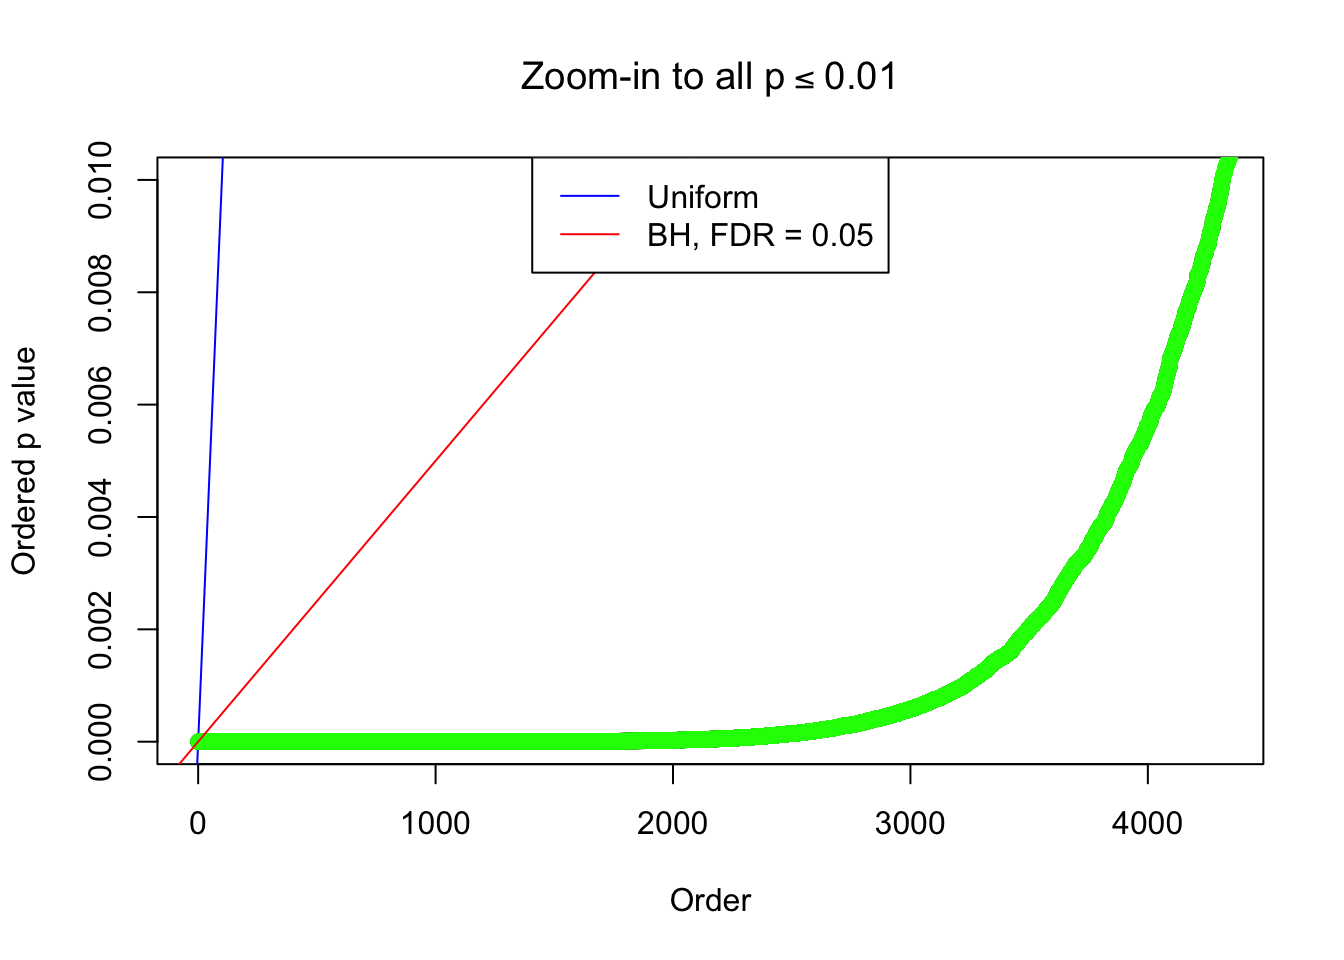 Zoom-in to all p ≤ 0.01
Uniform
BH, FDR = 0.05
Ordered p value
0.010
0.008
0.006
0.004
0.002
0.000
0 1000 2000 3000 4000
Order